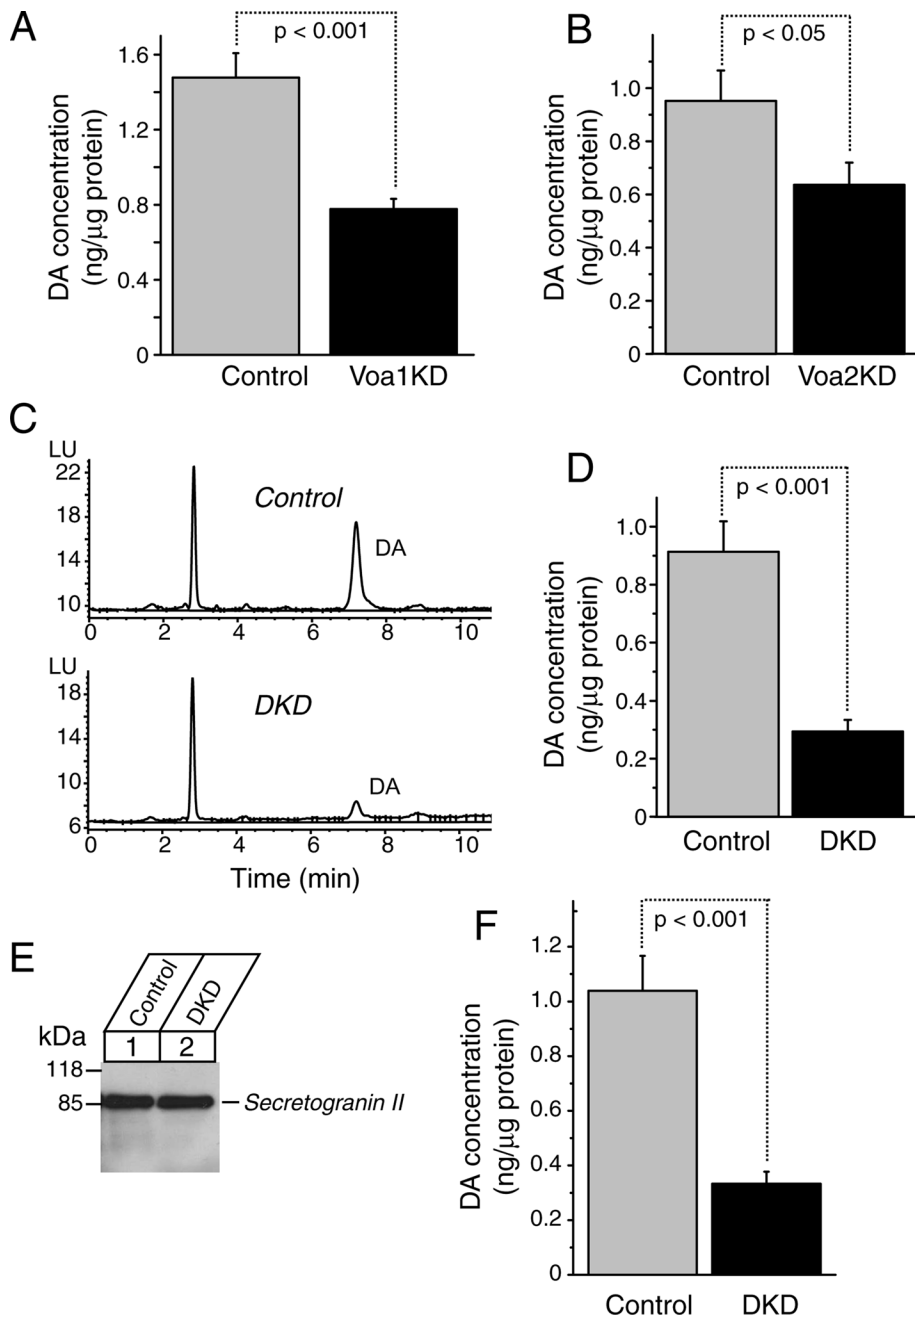 A
p < 0.001
DA concentration
(ng/µg protein)
1.6
1.2
0.8
0.4
0
Control Voa1KD
B
p < 0.05
DA concentration
(ng/µg protein)
1.0
0.8
0.6
0.4
0.2
0
Control Voa2KD
C
LU
22
18
14
10
Control
DA
0 2 4 6 8 10
LU
18
14
10
6
DKD
DA
0 2 4 6 8 10
Time (min)
D
p < 0.001
DA concentration
(ng/µg protein)
1.0
0.8
0.6
0.4
0.2
0
Control DKD
E
Control DKD
kDa 1 2
118
85 Secretogranin II
F
p < 0.001
DA concentration
(ng/µg protein)
1.2
1.0
0.8
0.6
0.4
0.2
0
Control DKD